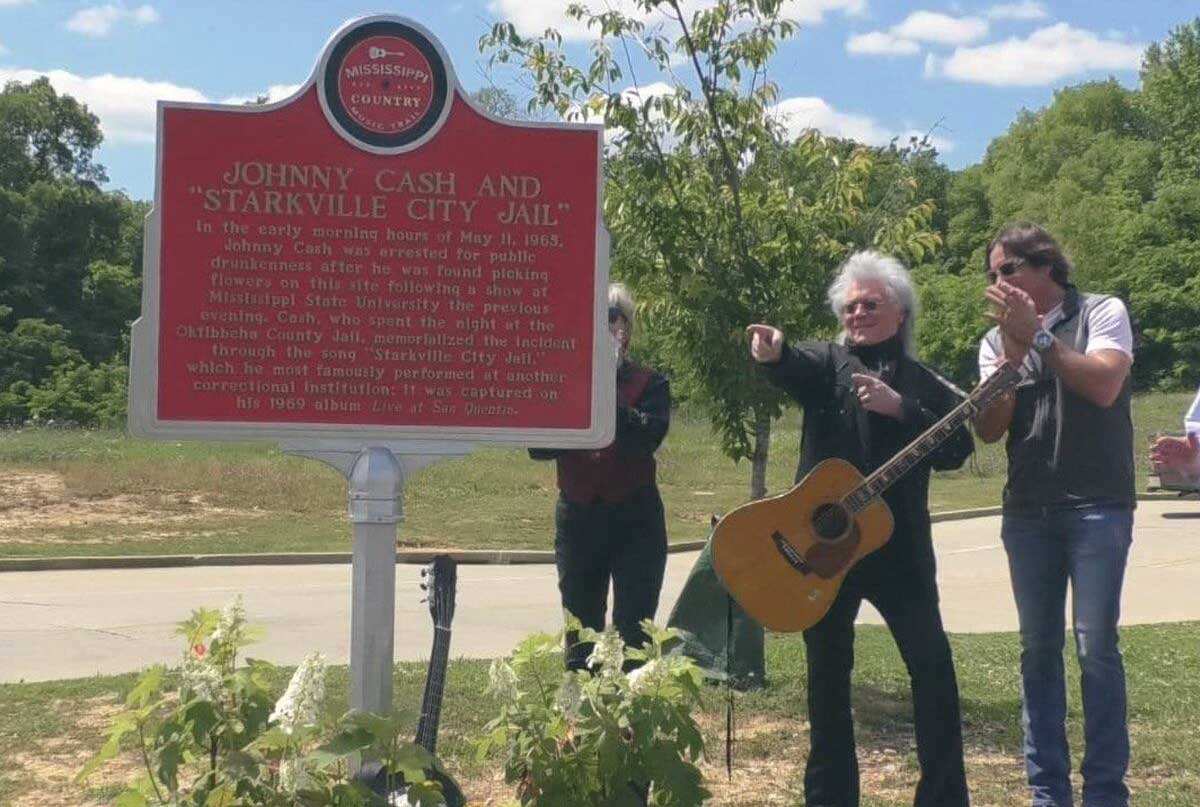 MISSISSIPPI
COUNTRY
MUSIC TRAIL
JOHNNY CASH AND
"STARKVILLE CITY JAIL"
In the early morning hours of May 11, 1965,
Johnny Cash was arrested for public
drunkenness after he was found picking
flowers on this site following a show at
Mississippi State University the previous
evening. Cash, who spent the night at the
Oktibbeha County Jail, memorialized the incident
through the song "Starkville City Jail,"
which he most famously performed at another
correctional institution; it was captured on
his 1969 album Live at San Quentin.